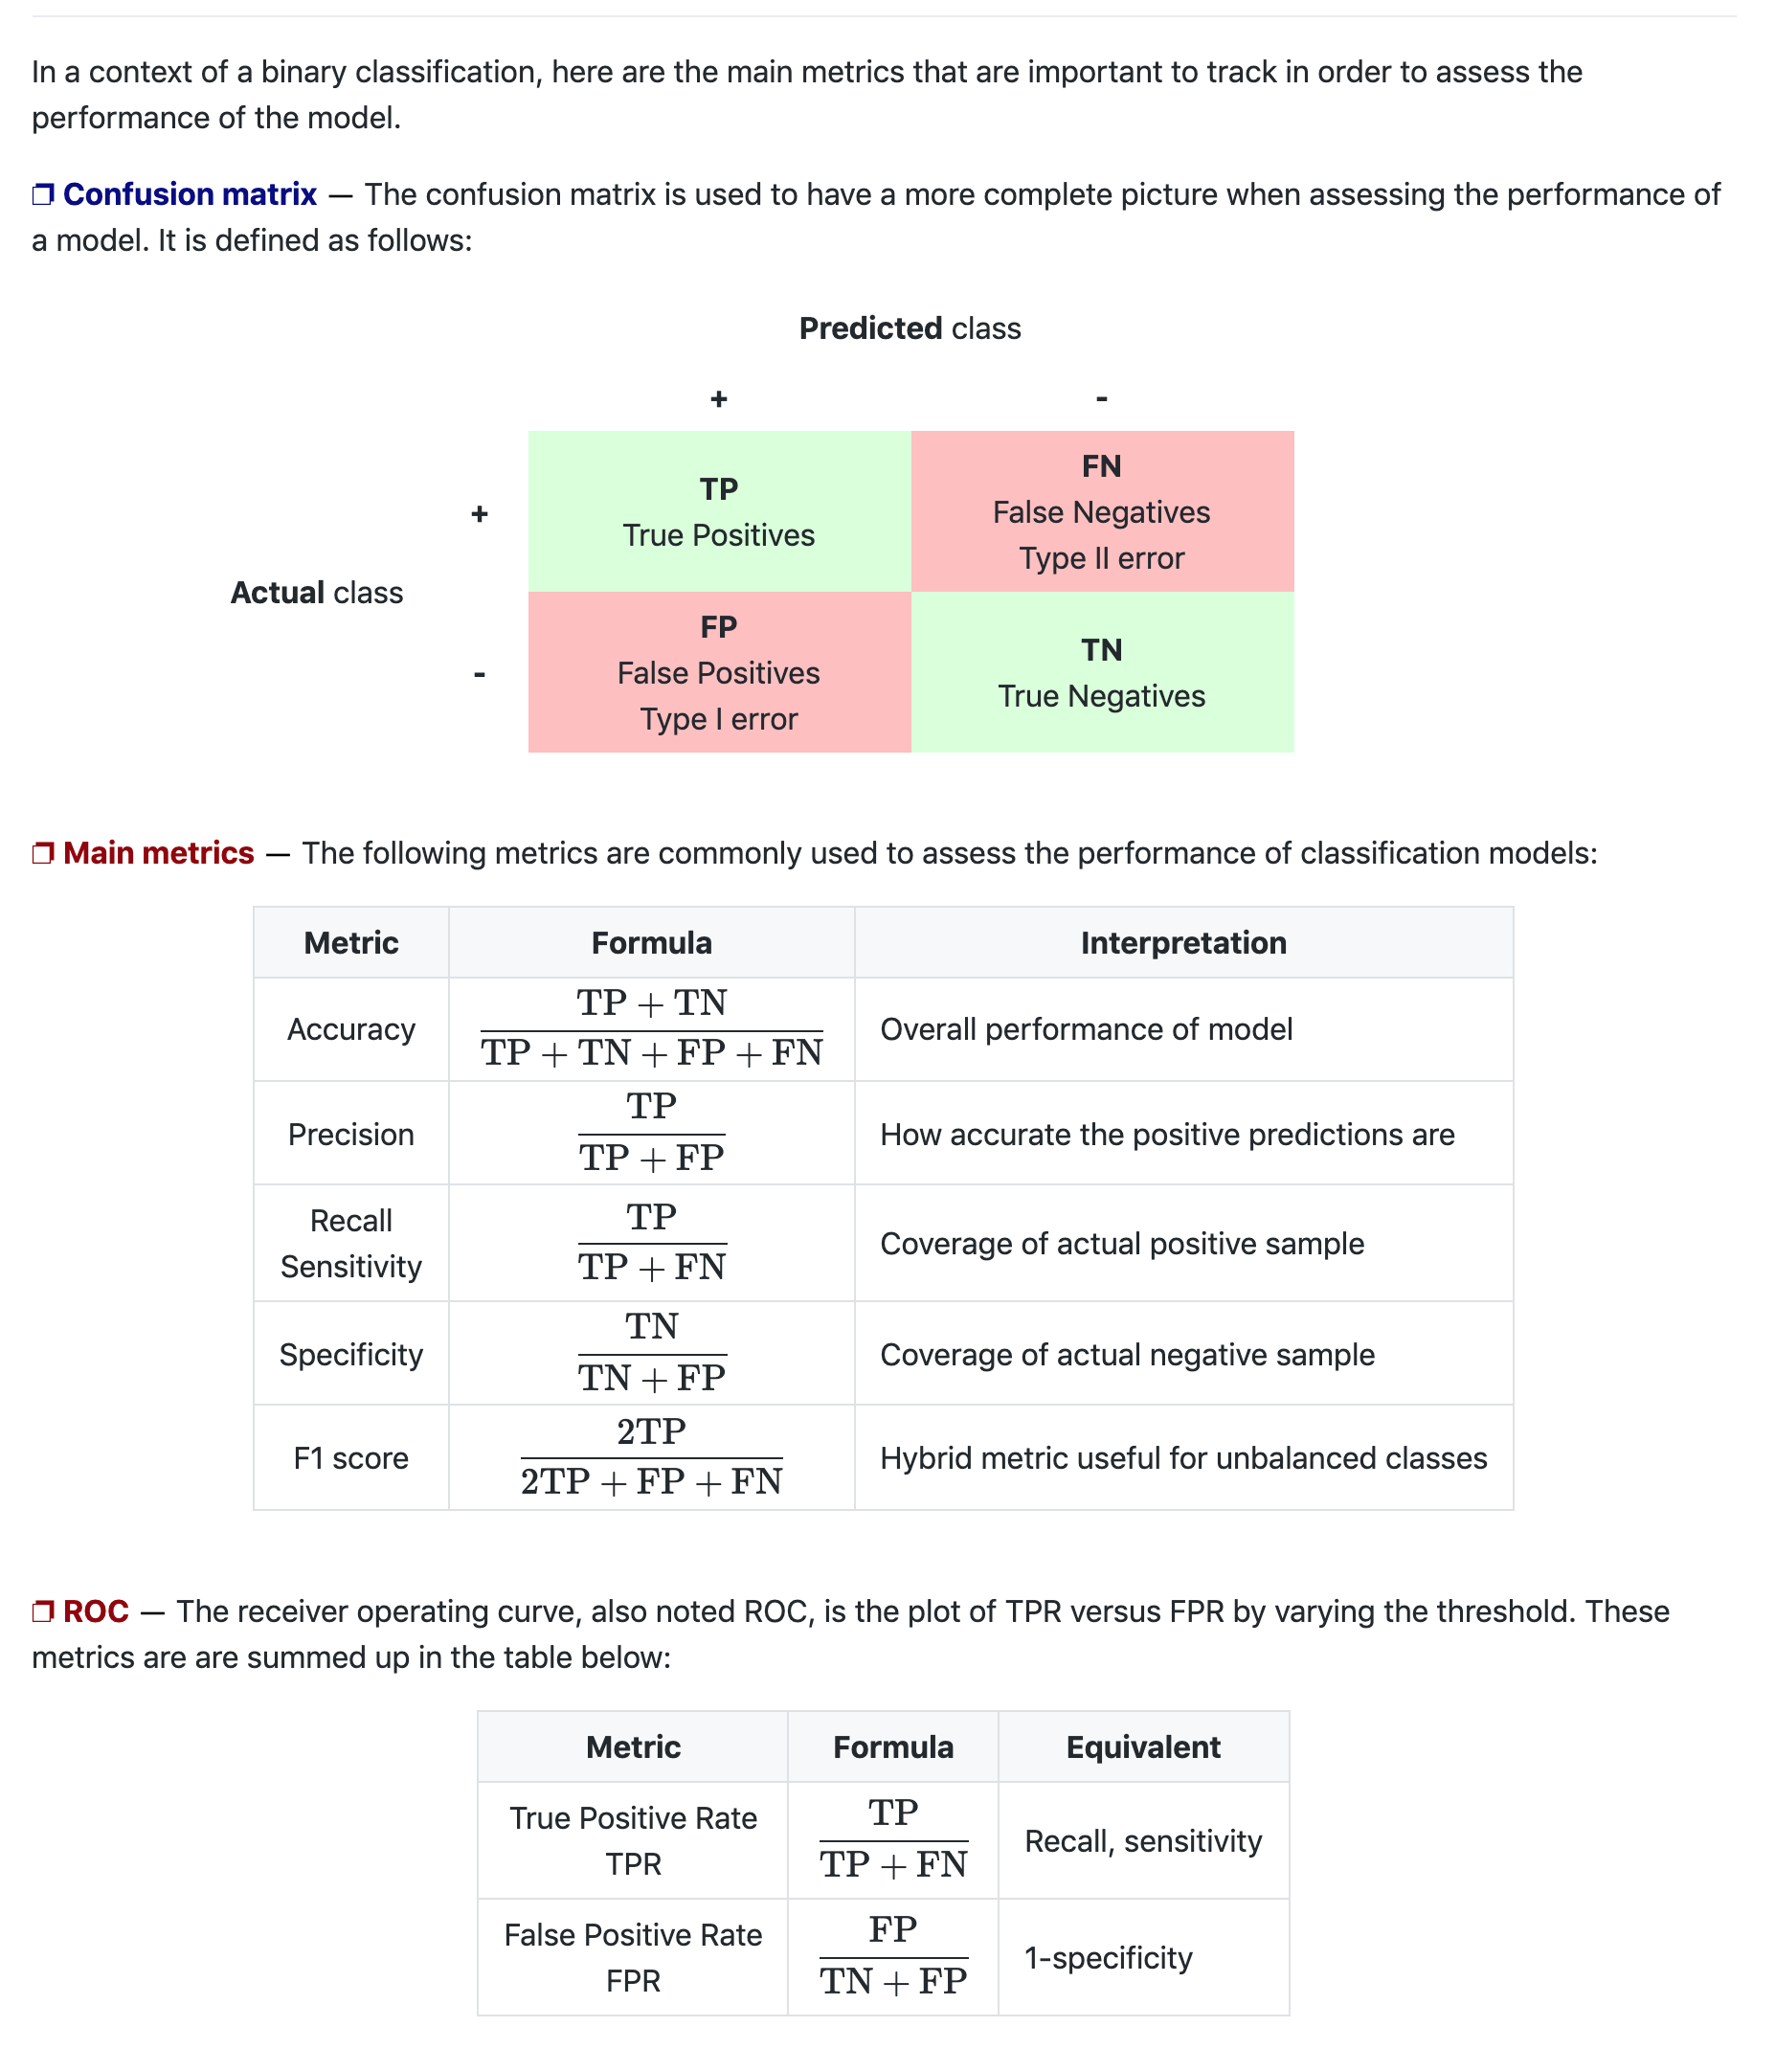 In a context of a binary classification, here are the main metrics that are important to track in order to assess the
performance of the model.
❐ Confusion matrix — The confusion matrix is used to have a more complete picture when assessing the performance of
a model. It is defined as follows:
Predicted class
+ -
+
TP
True Positives
FN
False Negatives
Type II error
Actual class
-
FP
False Positives
Type I error
TN
True Negatives
❐ Main metrics — The following metrics are commonly used to assess the performance of classification models:
Metric Formula Interpretation
Accuracy
TP + TN
TP + TN + FP + FN
Overall performance of model
Precision
TP
TP + FP
How accurate the positive predictions are
Recall
Sensitivity
TP
TP + FN
Coverage of actual positive sample
Specificity
TN
TN + FP
Coverage of actual negative sample
F1 score
2TP
2TP + FP + FN
Hybrid metric useful for unbalanced classes
❐ ROC — The receiver operating curve, also noted ROC, is the plot of TPR versus FPR by varying the threshold. These
metrics are are summed up in the table below:
Metric Formula Equivalent
True Positive Rate
TPR
TP
TP + FN
Recall, sensitivity
False Positive Rate
FPR
FP
TN + FP
1-specificity